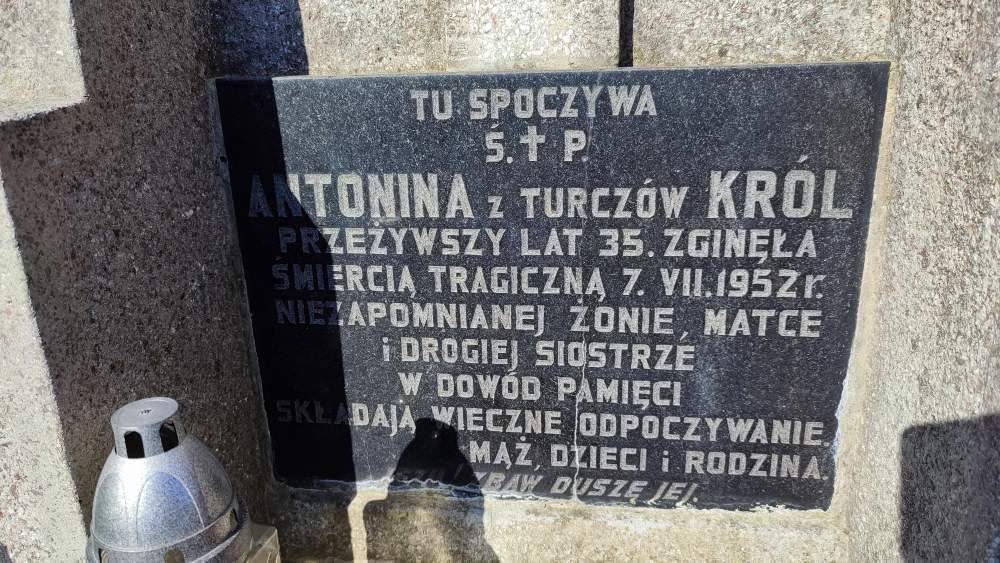 TU SPOCZYWA
Ś. ✝ P.
ANTONINA z TURCZÓW KRÓL
PRZEŻYWSZY LAT 35. ZGINĘŁA
ŚMIERCIĄ TRAGICZNĄ 7. VII. 1952 r.
NIEZAPOMNIANEJ ŻONIE, MATCE
i DROGIEJ SIOSTRZE
W DOWÓD PAMIĘCI
SKŁADAJĄ WIECZNE ODPOCZYWANIE.
MĄŻ, DZIECI i RODZINA.
ZBAW DUSZĘ JEJ.